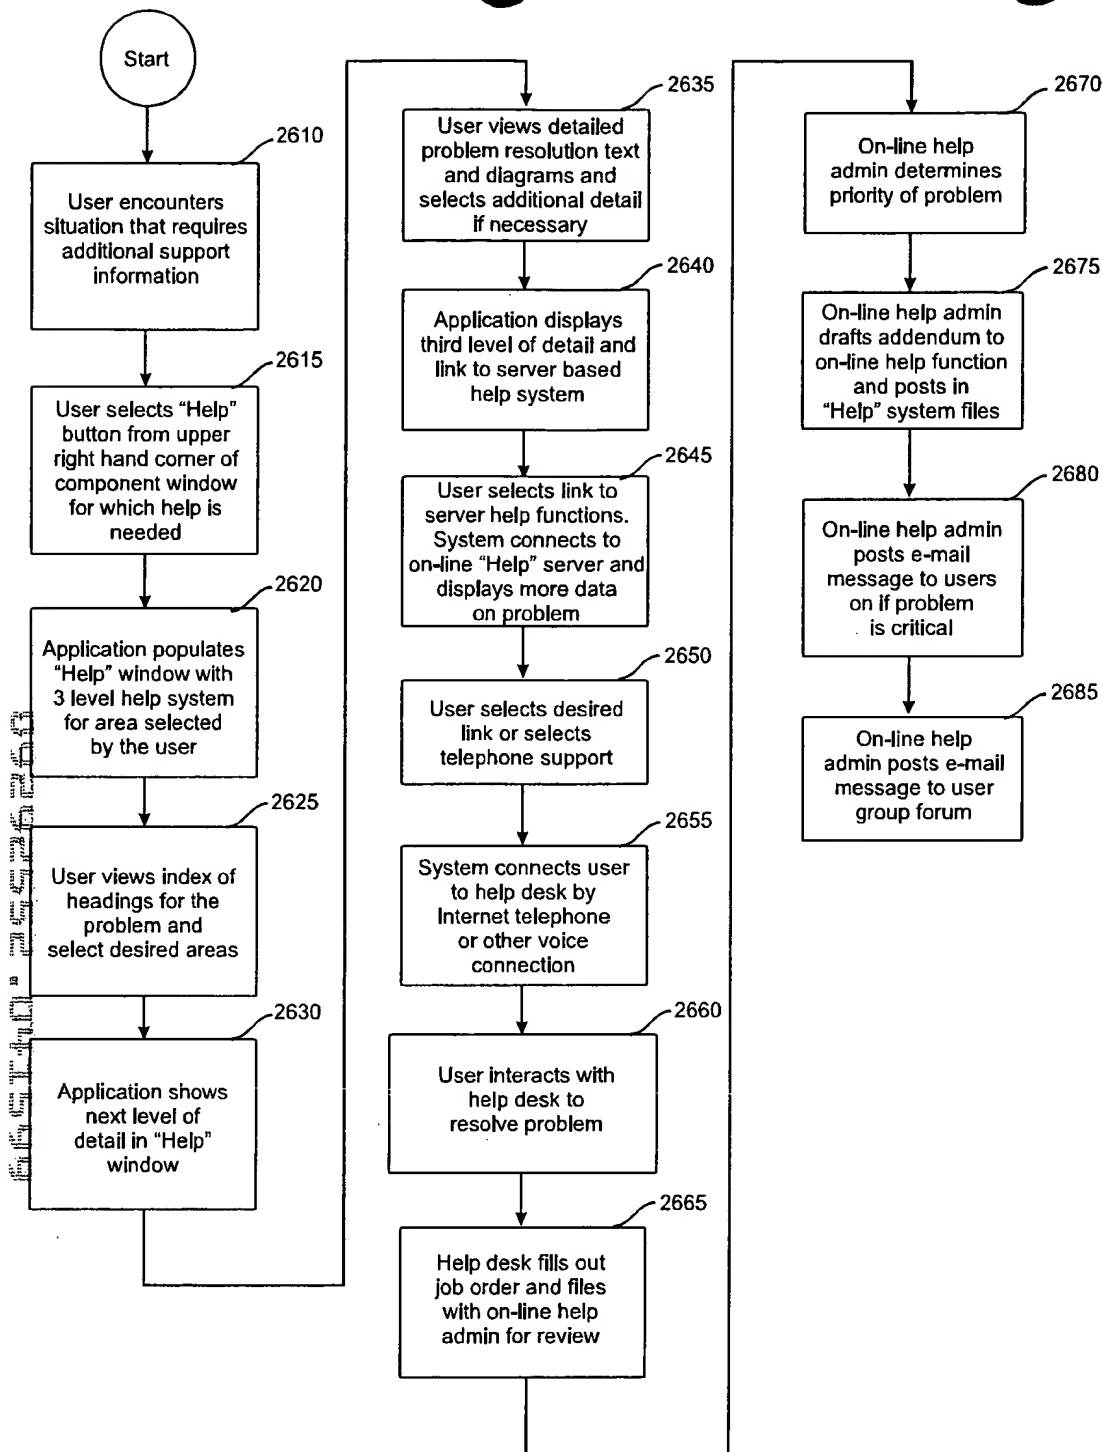 Start
2610
User encounters
situation that requires
additional support
information
2615
User selects “Help”
button from upper
right hand corner of
component window
for which help is
needed
2620
Application populates
“Help” window with
3 level help system
for area selected
by the user
2625
User views index of
headings for the
problem and
select desired areas
2630
Application shows
next level of
detail in “Help”
window
2635
User views detailed
problem resolution text
and diagrams and
selects additional detail
if necessary
2640
Application displays
third level of detail and
link to server based
help system
2645
User selects link to
server help functions.
System connects to
on-line “Help” server and
displays more data
on problem
2650
User selects desired
link or selects
telephone support
2655
System connects user
to help desk by
Internet telephone
or other voice
connection
2660
User interacts with
help desk to
resolve problem
2665
Help desk fills out
job order and files
with on-line help
admin for review
2670
On-line help
admin determines
priority of problem
2675
On-line help admin
drafts addendum to
on-line help function
and posts in
“Help” system files
2680
On-line help admin
posts e-mail
message to users
on if problem
is critical
2685
On-line help
admin posts e-mail
message to user
group forum